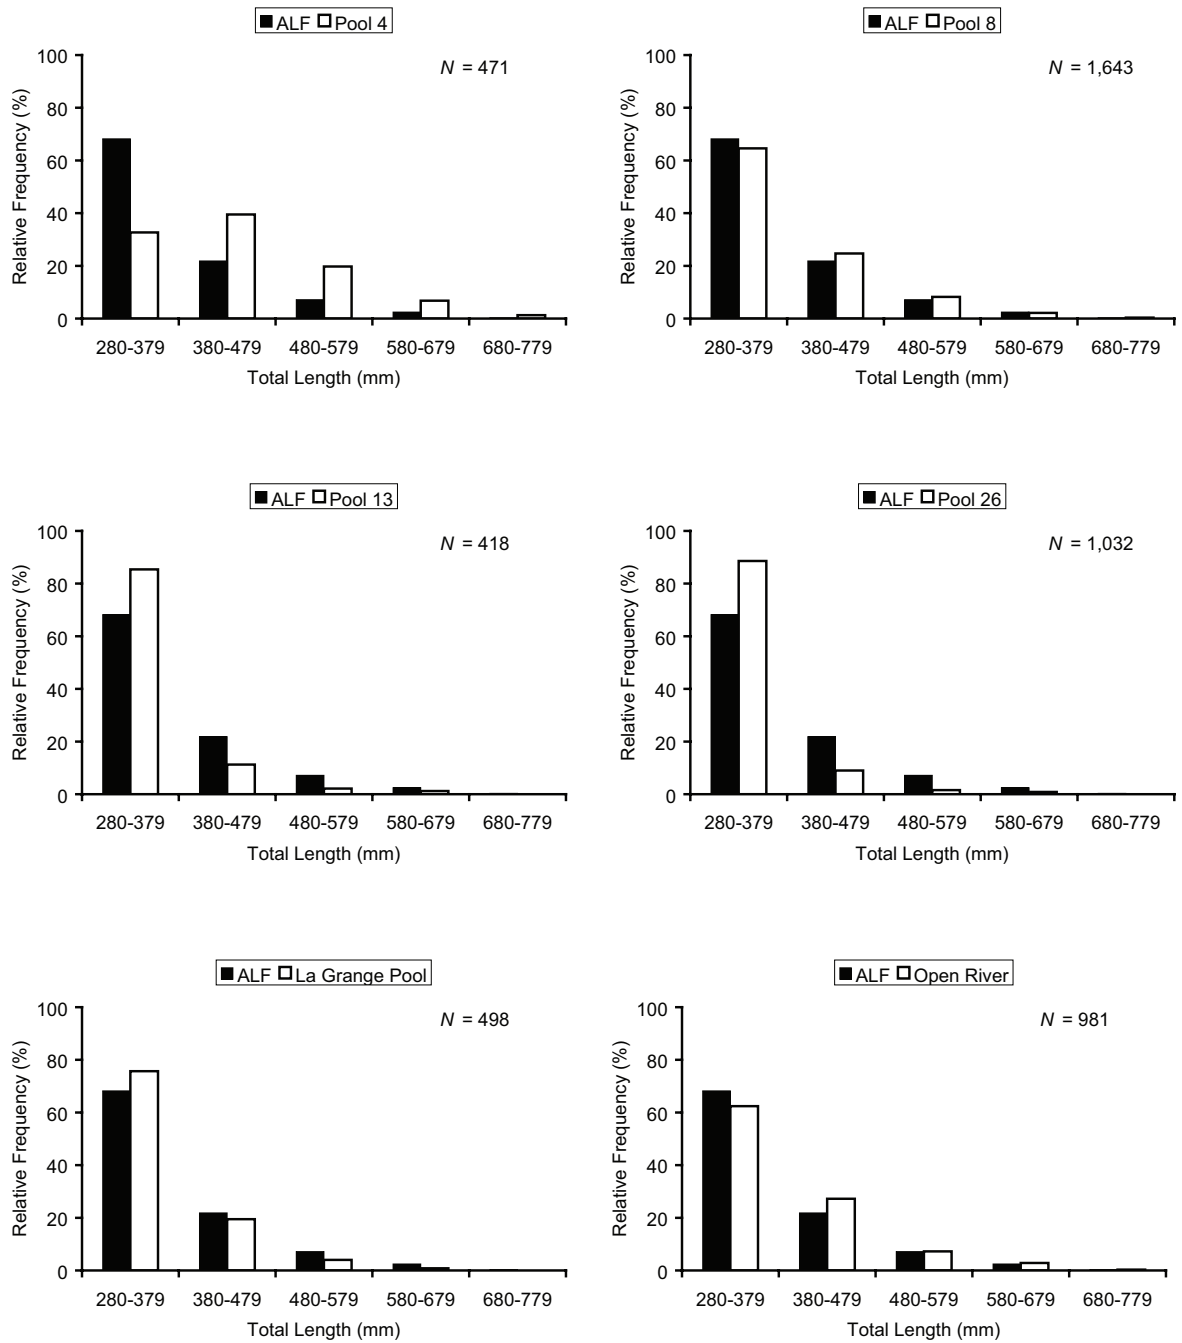 ALF Pool 4
N = 471
Relative Frequency (%)
100
80
60
40
20
0
280-379 380-479 480-579 580-679 680-779
Total Length (mm)
ALF Pool 8
N = 1,643
Relative Frequency (%)
100
80
60
40
20
0
280-379 380-479 480-579 580-679 680-779
Total Length (mm)
ALF Pool 13
N = 418
Relative Frequency (%)
100
80
60
40
20
0
280-379 380-479 480-579 580-679 680-779
Total Length (mm)
ALF Pool 26
N = 1,032
Relative Frequency (%)
100
80
60
40
20
0
280-379 380-479 480-579 580-679 680-779
Total Length (mm)
ALF La Grange Pool
N = 498
Relative Frequency (%)
100
80
60
40
20
0
280-379 380-479 480-579 580-679 680-779
Total Length (mm)
ALF Open River
N = 981
Relative Frequency (%)
100
80
60
40
20
0
280-379 380-479 480-579 580-679 680-779
Total Length (mm)